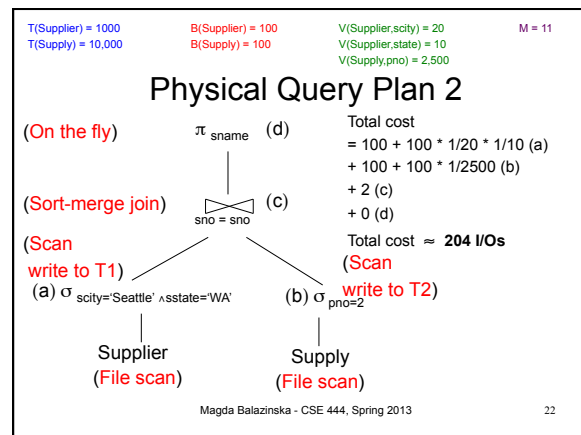 T(Supplier) = 1000 B(Supplier) = 100 V(Supplier,scity) = 20 M = 11
T(Supply) = 10,000 B(Supply) = 100 V(Supplier,state) = 10
V(Supply,pno) = 2,500
Physical Query Plan 2
(On the fly) π sname (d)
Total cost
= 100 + 100 * 1/20 * 1/10 (a)
+ 100 + 100 * 1/2500 (b)
+ 2 (c)
+ 0 (d)
Total cost ≈ 204 I/Os
(Sort-merge join) (c)
sno = sno
(Scan
write to T1)
(Scan
write to T2)
(a) σ scity=‘Seattle’ ∧sstate=‘WA’
(b) σ pno=2
Supplier
(File scan)
Supply
(File scan)
Magda Balazinska - CSE 444, Spring 2013 22